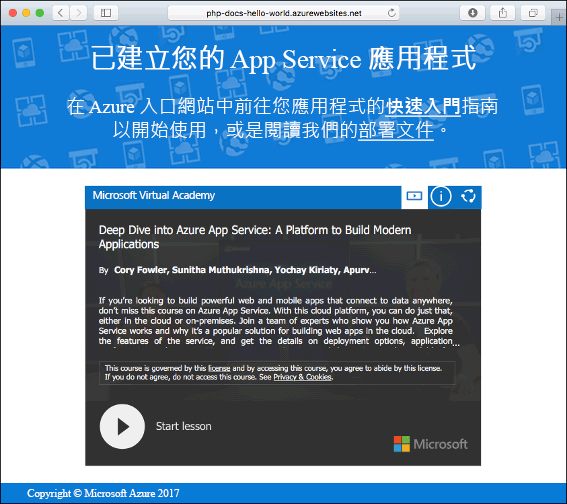 php-docs-hello-world.azurewebsites.net
已建立您的 App Service 應用程式
在 Azure 入口網站中前往您應用程式的快速入門指南
以開始使用，或是閱讀我們的部署文件。
Microsoft Virtual Academy
Deep Dive into Azure App Service: A Platform to Build Modern
Applications
By Cory Fowler, Sunitha Muthukrishna, Yochay Kiriaty, Apurv...
If you're looking to build powerful web and mobile apps that connect to data anywhere,
don't miss this course on Azure App Service. With this cloud platform, you can do just that,
either in the cloud or on-premises. Join a team of experts who show you how Azure App
Service works and why it's a popular solution for building web apps in the cloud. Explore
the features of the service, and get the details on deployment options, application...
This course is governed by this license and by accessing this course, you agree to abide by this license.
If you do not agree, do not access this course. See Privacy & Cookies.
Start lesson
Microsoft
Copyright © Microsoft Azure 2017